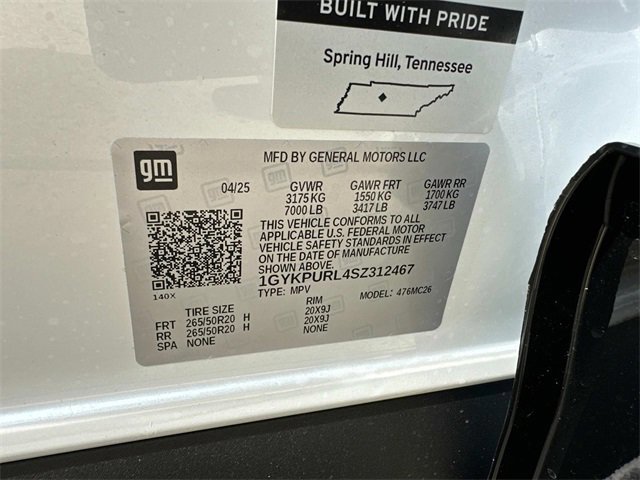 BUILT WITH PRIDE
Spring Hill, Tennessee
gm
MFD BY GENERAL MOTORS LLC
04/25 GVWR GAWR FRT GAWR RR
3175 KG 1550 KG 1700 KG
7000 LB 3417 LB 3747 LB
THIS VEHICLE CONFORMS TO ALL
APPLICABLE U.S. FEDERAL MOTOR
VEHICLE SAFETY STANDARDS IN EFFECT
ON THE DATE OF MANUFACTURE
SHOWN ABOVE.
1GYKPURL4SZ312467
140X
TYPE: MPV MODEL: 476MC26
TIRE SIZE RIM
FRT 265/50R20 H 20X9J
RR 265/50R20 H 20X9J
SPA NONE NONE